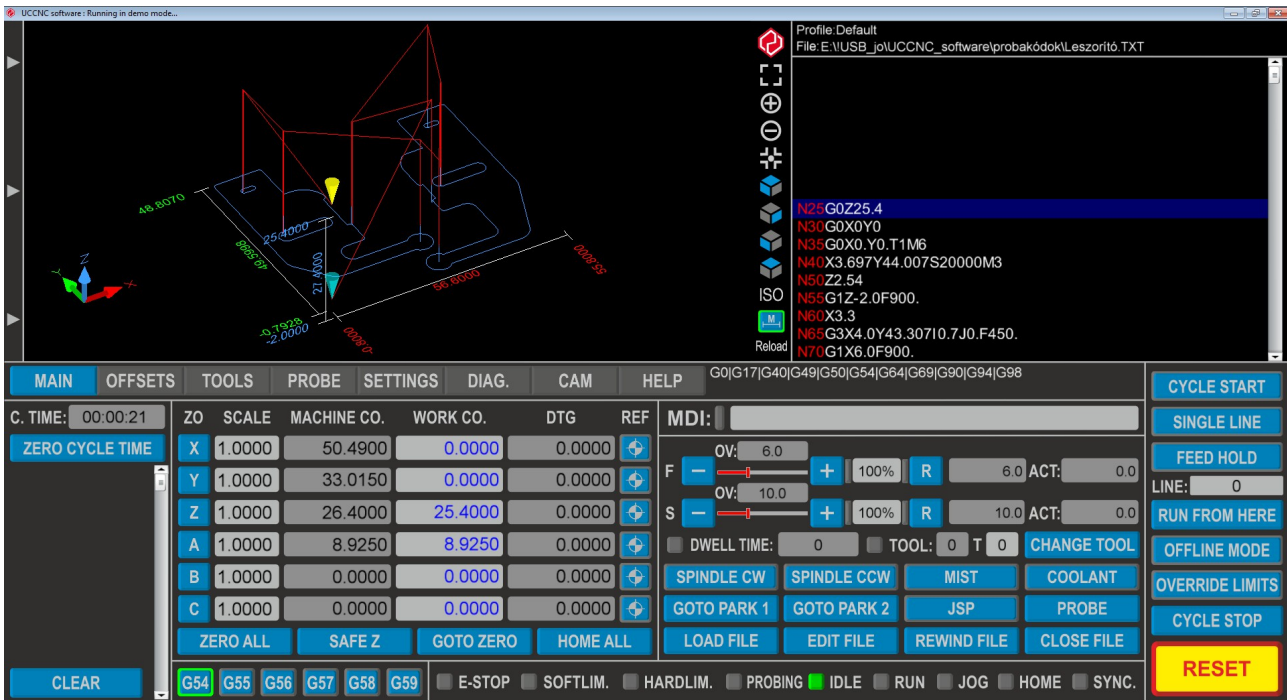 UCCNC software : Running in demo mode...
Profile:Default
File:E:\!USB_jo\UCCNC_software\probakódok\Leszorító.TXT
48.8070
25.4000
49.5998
27.4000
56.6000
55.8000
-0.7928
-2.0000
-0.8000
Z
Y
X
ISO
M
Reload
N25G0Z25.4
N30G0X0Y0
N35G0X0.Y0.T1M6
N40X3.697Y44.007S20000M3
N50Z2.54
N55G1Z-2.0F900.
N60X3.3
N65G3X4.0Y43.307I0.7J0.F450.
N70G1X6.0F900.
MAIN OFFSETS TOOLS PROBE SETTINGS DIAG. CAM HELP
G0|G17|G40|G49|G50|G54|G64|G69|G90|G94|G98
C. TIME: 00:00:21
ZERO CYCLE TIME
CLEAR
ZO SCALE MACHINE CO. WORK CO. DTG REF
X 1.0000 50.4900 0.0000 0.0000
Y 1.0000 33.0150 0.0000 0.0000
Z 1.0000 26.4000 25.4000 0.0000
A 1.0000 8.9250 8.9250 0.0000
B 1.0000 0.0000 0.0000 0.0000
C 1.0000 0.0000 0.0000 0.0000
ZERO ALL SAFE Z GOTO ZERO HOME ALL
MDI:
OV: 6.0
F − + 100% R 6.0 ACT: 0.0
OV: 10.0
S − + 100% R 10.0 ACT: 0.0
DWELL TIME: 0 TOOL: 0 T 0 CHANGE TOOL
SPINDLE CW SPINDLE CCW MIST COOLANT
GOTO PARK 1 GOTO PARK 2 JSP PROBE
LOAD FILE EDIT FILE REWIND FILE CLOSE FILE
G54 G55 G56 G57 G58 G59 E-STOP SOFTLIM. HARDLIM. PROBING IDLE RUN JOG HOME SYNC.
CYCLE START
SINGLE LINE
FEED HOLD
LINE: 0
RUN FROM HERE
OFFLINE MODE
OVERRIDE LIMITS
CYCLE STOP
RESET